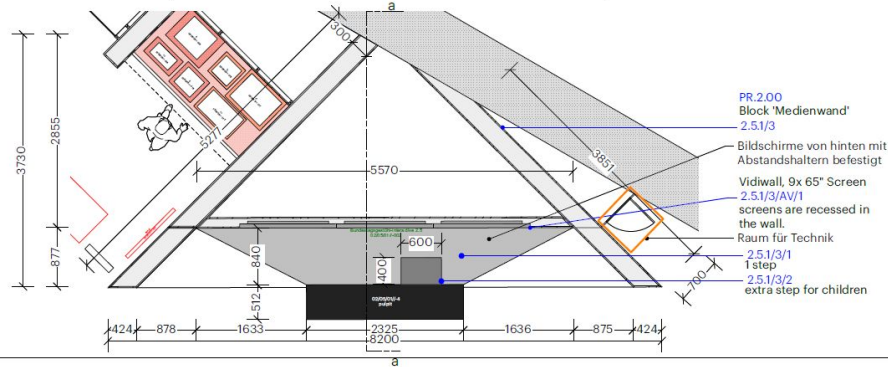 a
300
3730
2855
5277
5570
3851
877
840
600
400
512
700
PR.2.00
Block 'Medienwand'
2.5.1/3
Bildschirme von hinten mit
Abstandshaltern befestigt
Vidiwall, 9x 65" Screen
2.5.1/3/AV/1
screens are recessed in
the wall.
Raum für Technik
2.5.1/3/1
1 step
2.5.1/3/2
extra step for children
pulpit
424
878
1633
2325
1636
875
424
8200
a